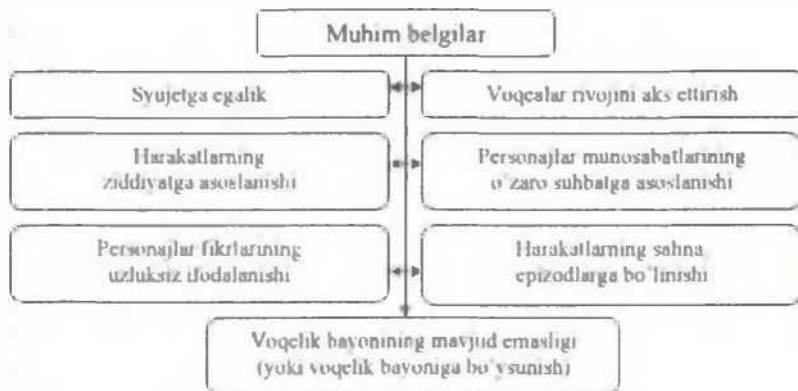 Muhim belgilar
Syujetga egalik
Voqealar rivojini aks ettirish
Harakatlarning
ziddiyatga asoslanishi
Personajlar munosabatlarining
o'zaro suhbatga asoslanishi
Personajlar fikrlarining
uzluksiz ifodalanishi
Harakatlarning sahna
epizodlarga bo'linishi
Voqelik bayonining mavjud emasligi
(yoki voqelik bayoniga bo'ysunish)